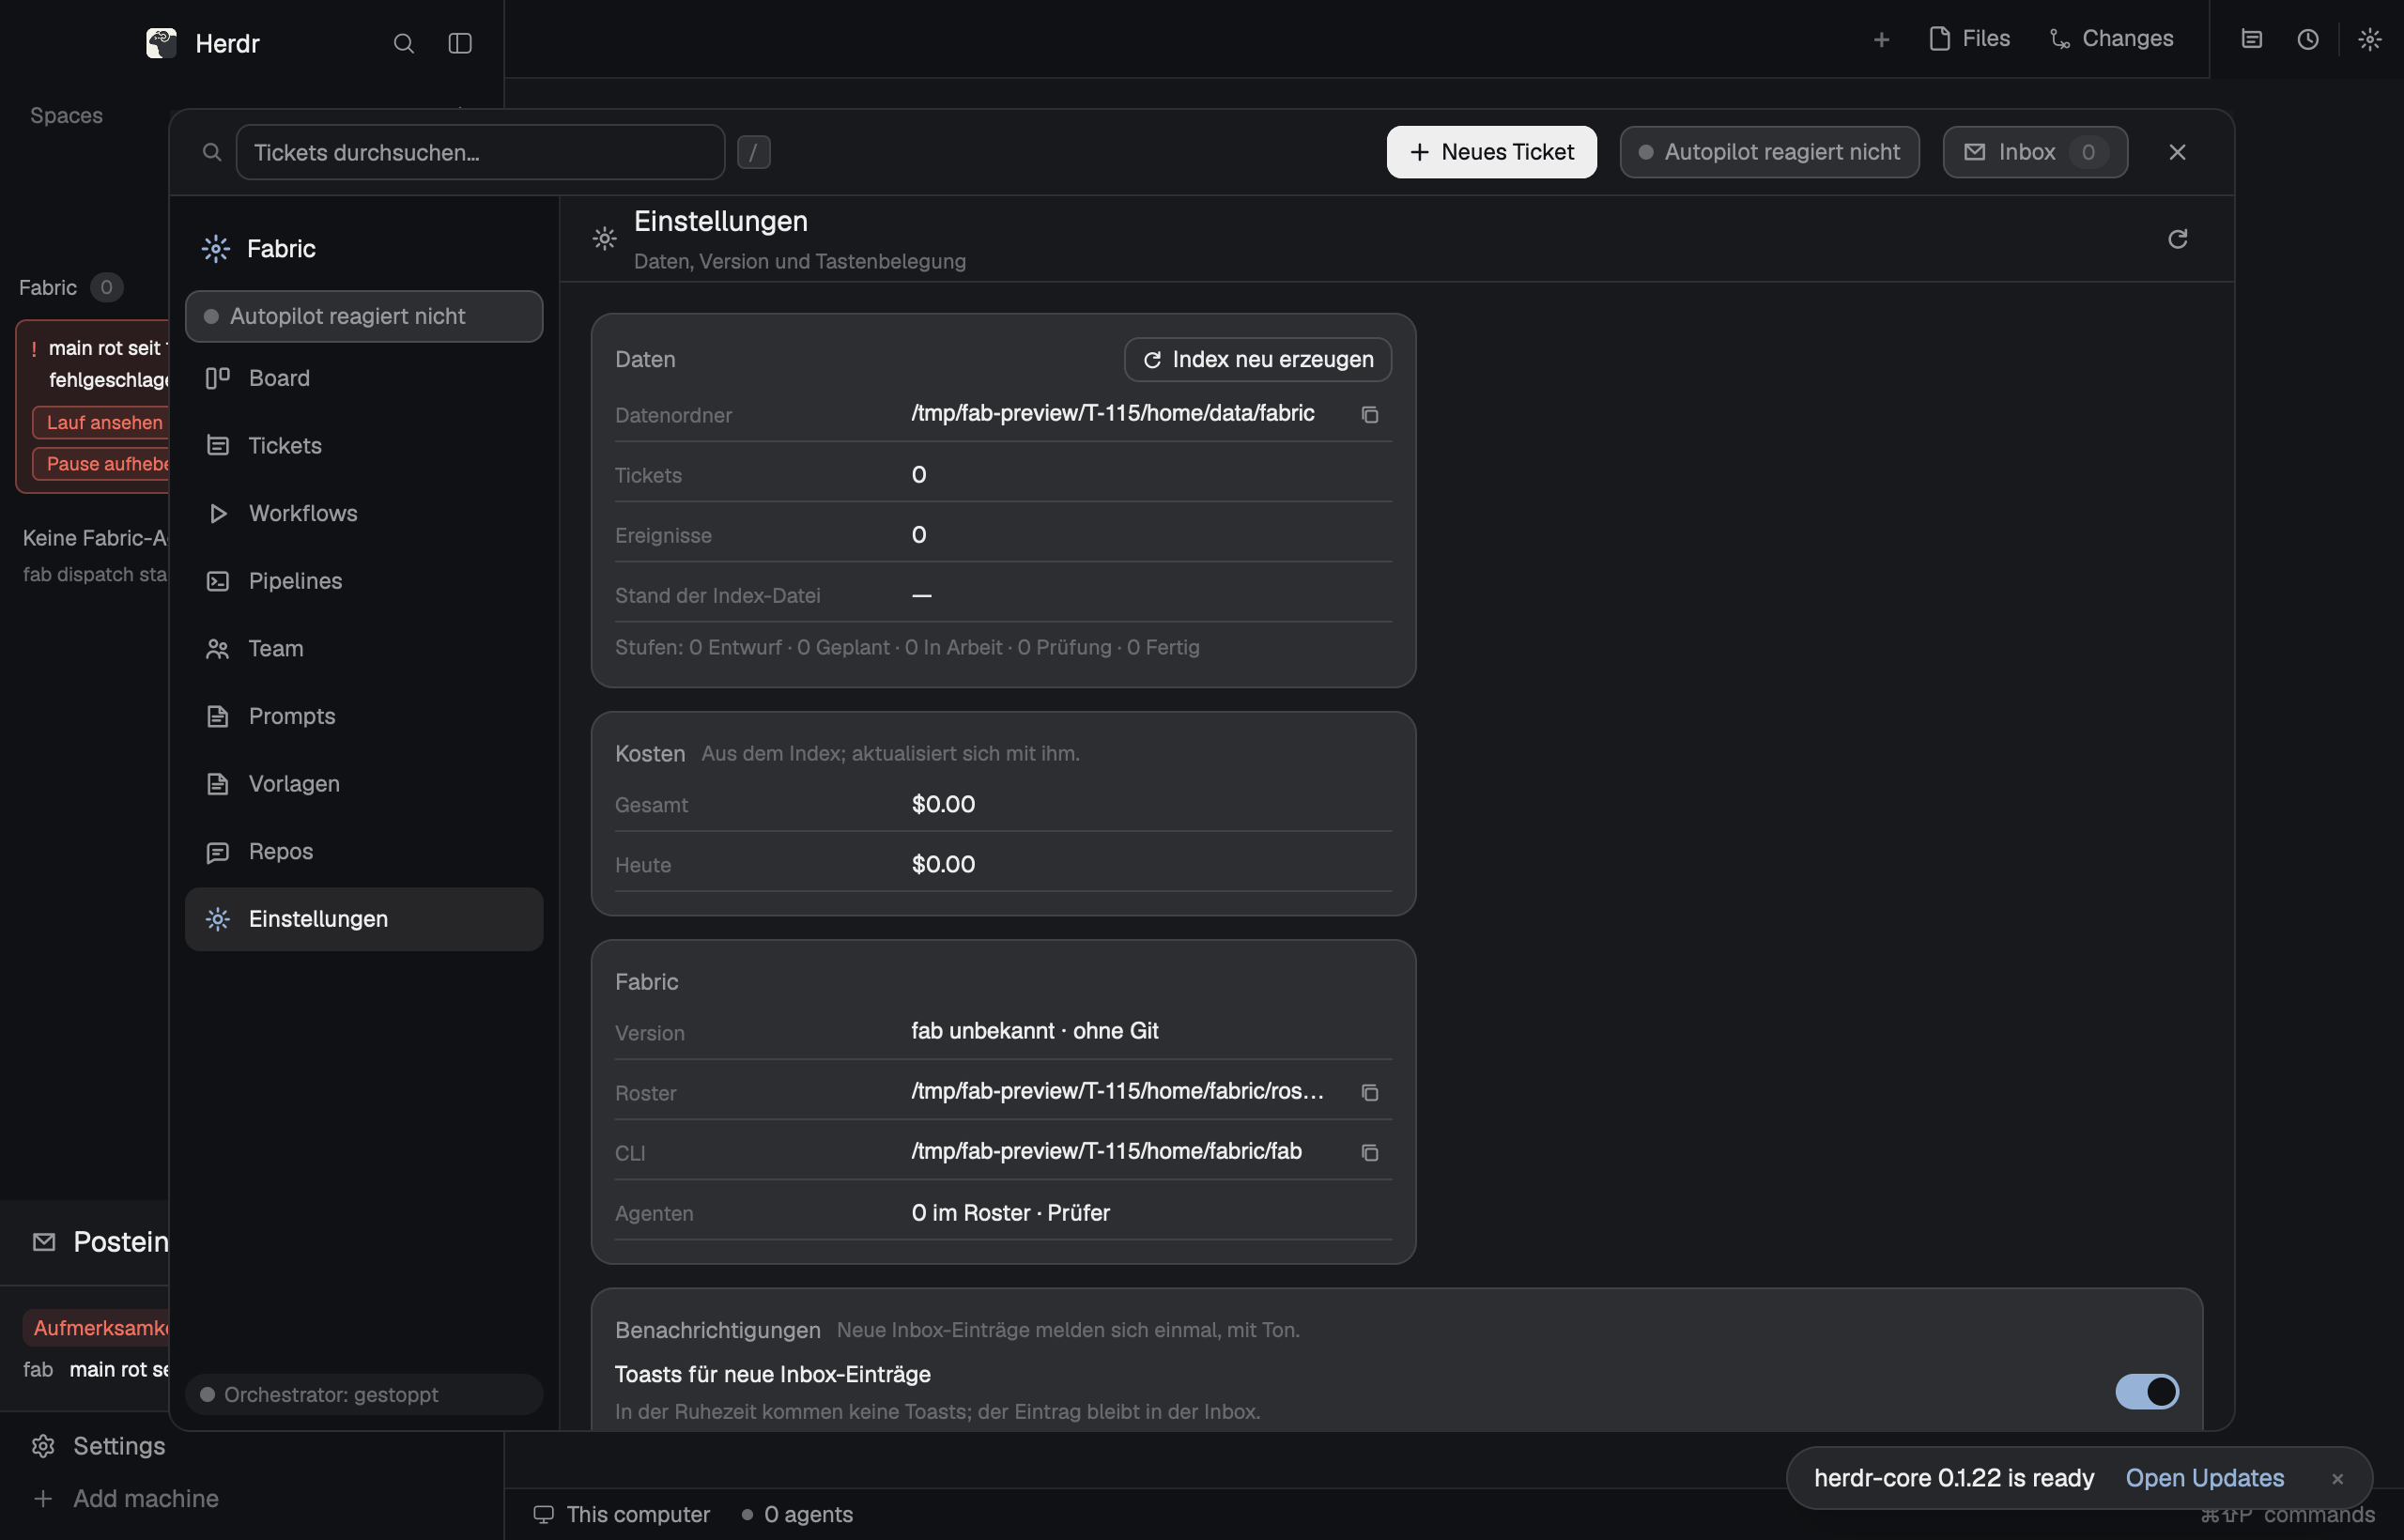 Herdr
Files
Changes
Spaces
Tickets durchsuchen...
/
Neues Ticket
Autopilot reagiert nicht
Inbox 0
Fabric
Einstellungen
Daten, Version und Tastenbelegung
Fabric 0
Autopilot reagiert nicht
! main rot seit
fehlgeschlage
Lauf ansehen
Pause aufhebe
Keine Fabric-A
fab dispatch sta
Board
Tickets
Workflows
Pipelines
Team
Prompts
Vorlagen
Repos
Einstellungen
Orchestrator: gestoppt
Daten
Index neu erzeugen
Datenordner /tmp/fab-preview/T-115/home/data/fabric
Tickets 0
Ereignisse 0
Stand der Index-Datei —
Stufen: 0 Entwurf · 0 Geplant · 0 In Arbeit · 0 Prüfung · 0 Fertig
Kosten Aus dem Index; aktualisiert sich mit ihm.
Gesamt $0.00
Heute $0.00
Fabric
Version fab unbekannt · ohne Git
Roster /tmp/fab-preview/T-115/home/fabric/ros...
CLI /tmp/fab-preview/T-115/home/fabric/fab
Agenten 0 im Roster · Prüfer
Benachrichtigungen Neue Inbox-Einträge melden sich einmal, mit Ton.
Toasts für neue Inbox-Einträge
In der Ruhezeit kommen keine Toasts; der Eintrag bleibt in der Inbox.
Postein
Aufmerksamke
fab main rot se
Settings
Add machine
This computer
0 agents
herdr-core 0.1.22 is ready Open Updates ×
⌘⇧P commands